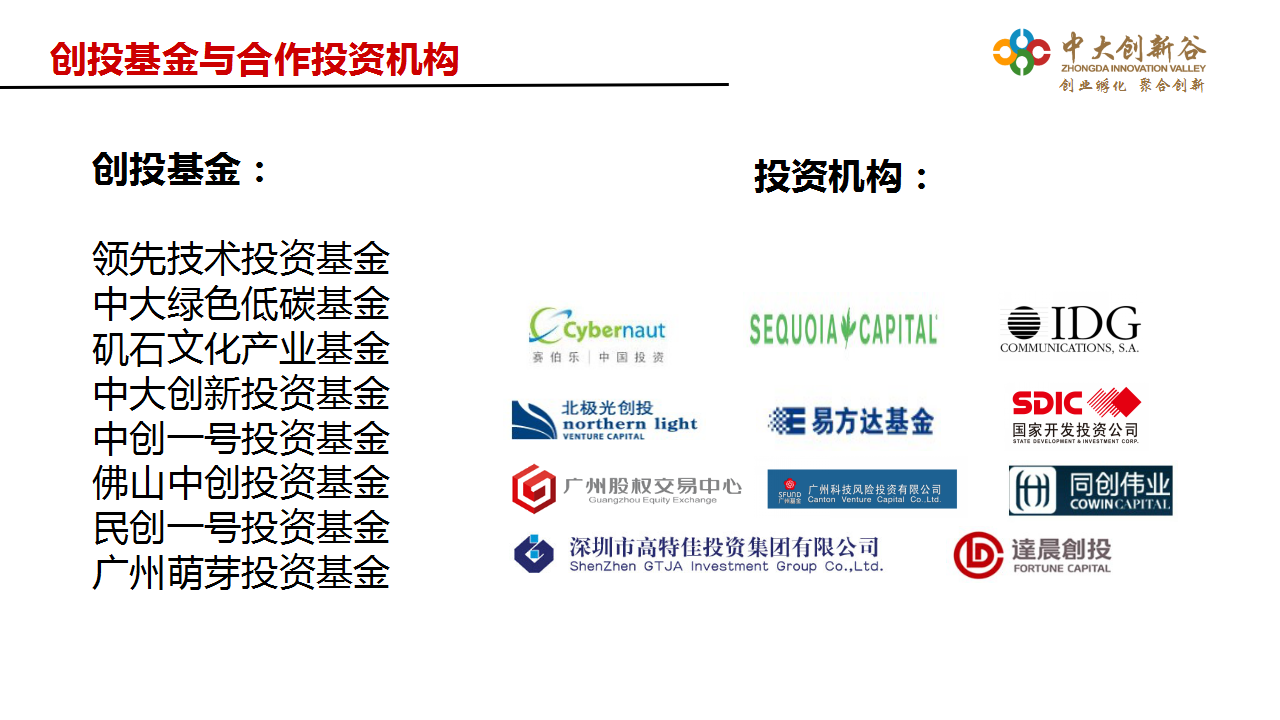 创投基金与合作投资机构
中大创新谷
ZHONGDA INNOVATION VALLEY
创业孵化 聚合创新
创投基金：
投资机构：
领先技术投资基金
中大绿色低碳基金
矶石文化产业基金
中大创新投资基金
中创一号投资基金
佛山中创投资基金
民创一号投资基金
广州萌芽投资基金
Cybernaut
赛伯乐|中国投资
SEQUOIA CAPITAL
IDG
COMMUNICATIONS, S.A.
北极光创投
northern light
VENTURE CAPITAL
易方达基金
SDIC
国家开发投资公司
STATE DEVELOPMENT & INVESTMENT CORP.
广州股权交易中心
Guangzhou Equity Exchange
SFUND
广州基金
广州科技风险投资有限公司
Canton Venture Capital Co.,Ltd.
同创伟业
COWIN CAPITAL
深圳市高特佳投资集团有限公司
ShenZhen GTJA Investment Group Co.,Ltd.
達晨創投
FORTUNE CAPITAL